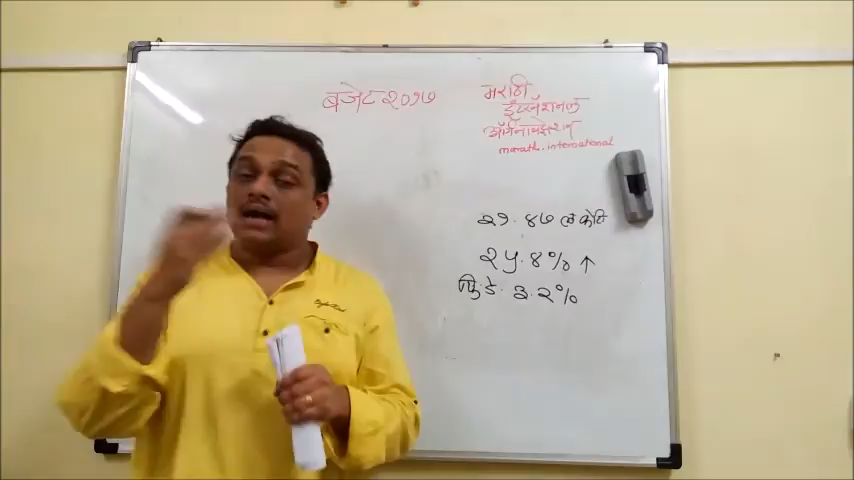 बजेट २०१७
मराठी
इंटरनॅशनल
ऑर्गनायझेशन
marathi.international
२१.४७ ल कोटि
२५.४% ↑
फि.डे. ३.२%